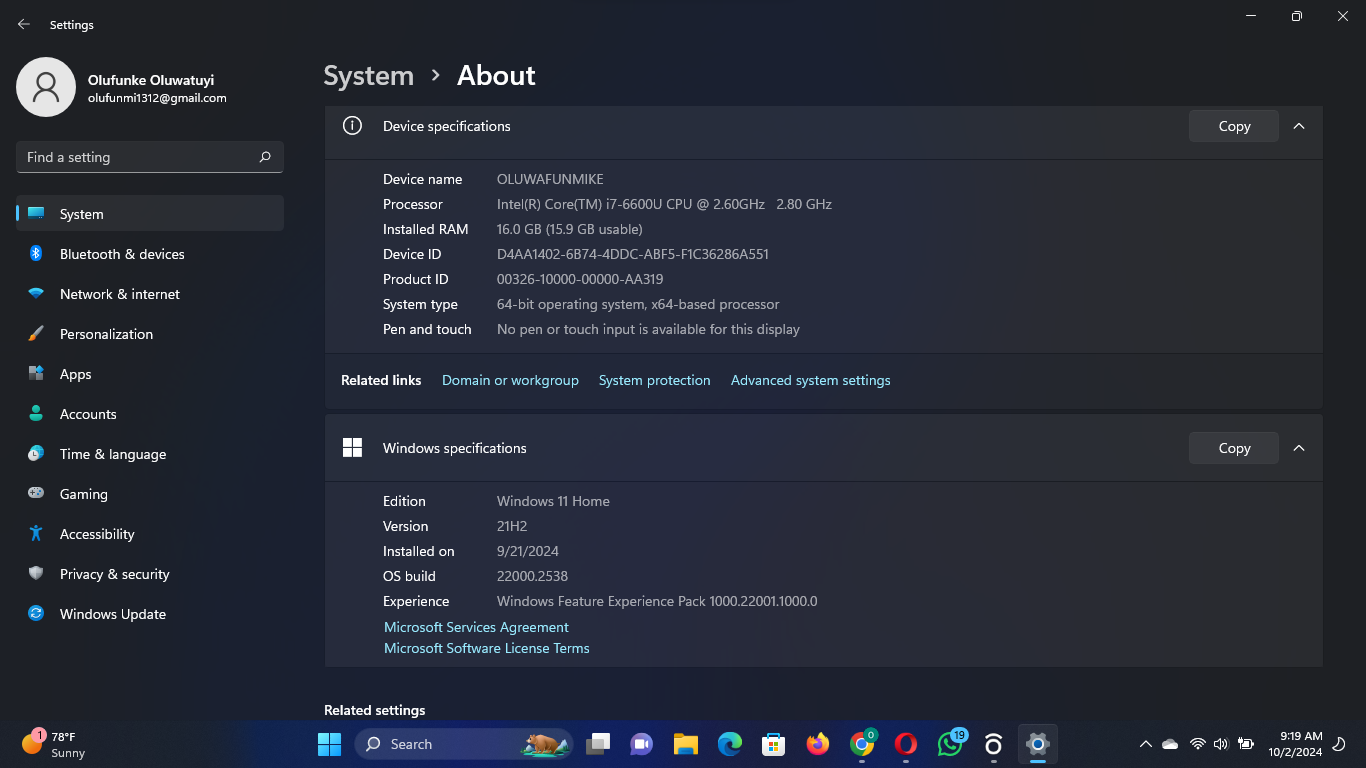 Settings
Olufunke Oluwatuyi
olufunmi1312@gmail.com
Find a setting
System
Bluetooth & devices
Network & internet
Personalization
Apps
Accounts
Time & language
Gaming
Accessibility
Privacy & security
Windows Update
System > About
Device specifications Copy
Device name OLUWAFUNMIKE
Processor Intel(R) Core(TM) i7-6600U CPU @ 2.60GHz 2.80 GHz
Installed RAM 16.0 GB (15.9 GB usable)
Device ID D4AA1402-6B74-4DDC-ABF5-F1C36286A551
Product ID 00326-10000-00000-AA319
System type 64-bit operating system, x64-based processor
Pen and touch No pen or touch input is available for this display
Related links Domain or workgroup System protection Advanced system settings
Windows specifications Copy
Edition Windows 11 Home
Version 21H2
Installed on 9/21/2024
OS build 22000.2538
Experience Windows Feature Experience Pack 1000.22001.1000.0
Microsoft Services Agreement
Microsoft Software License Terms
Related settings
1 78°F
Sunny
Search
0
19
9:19 AM
10/2/2024